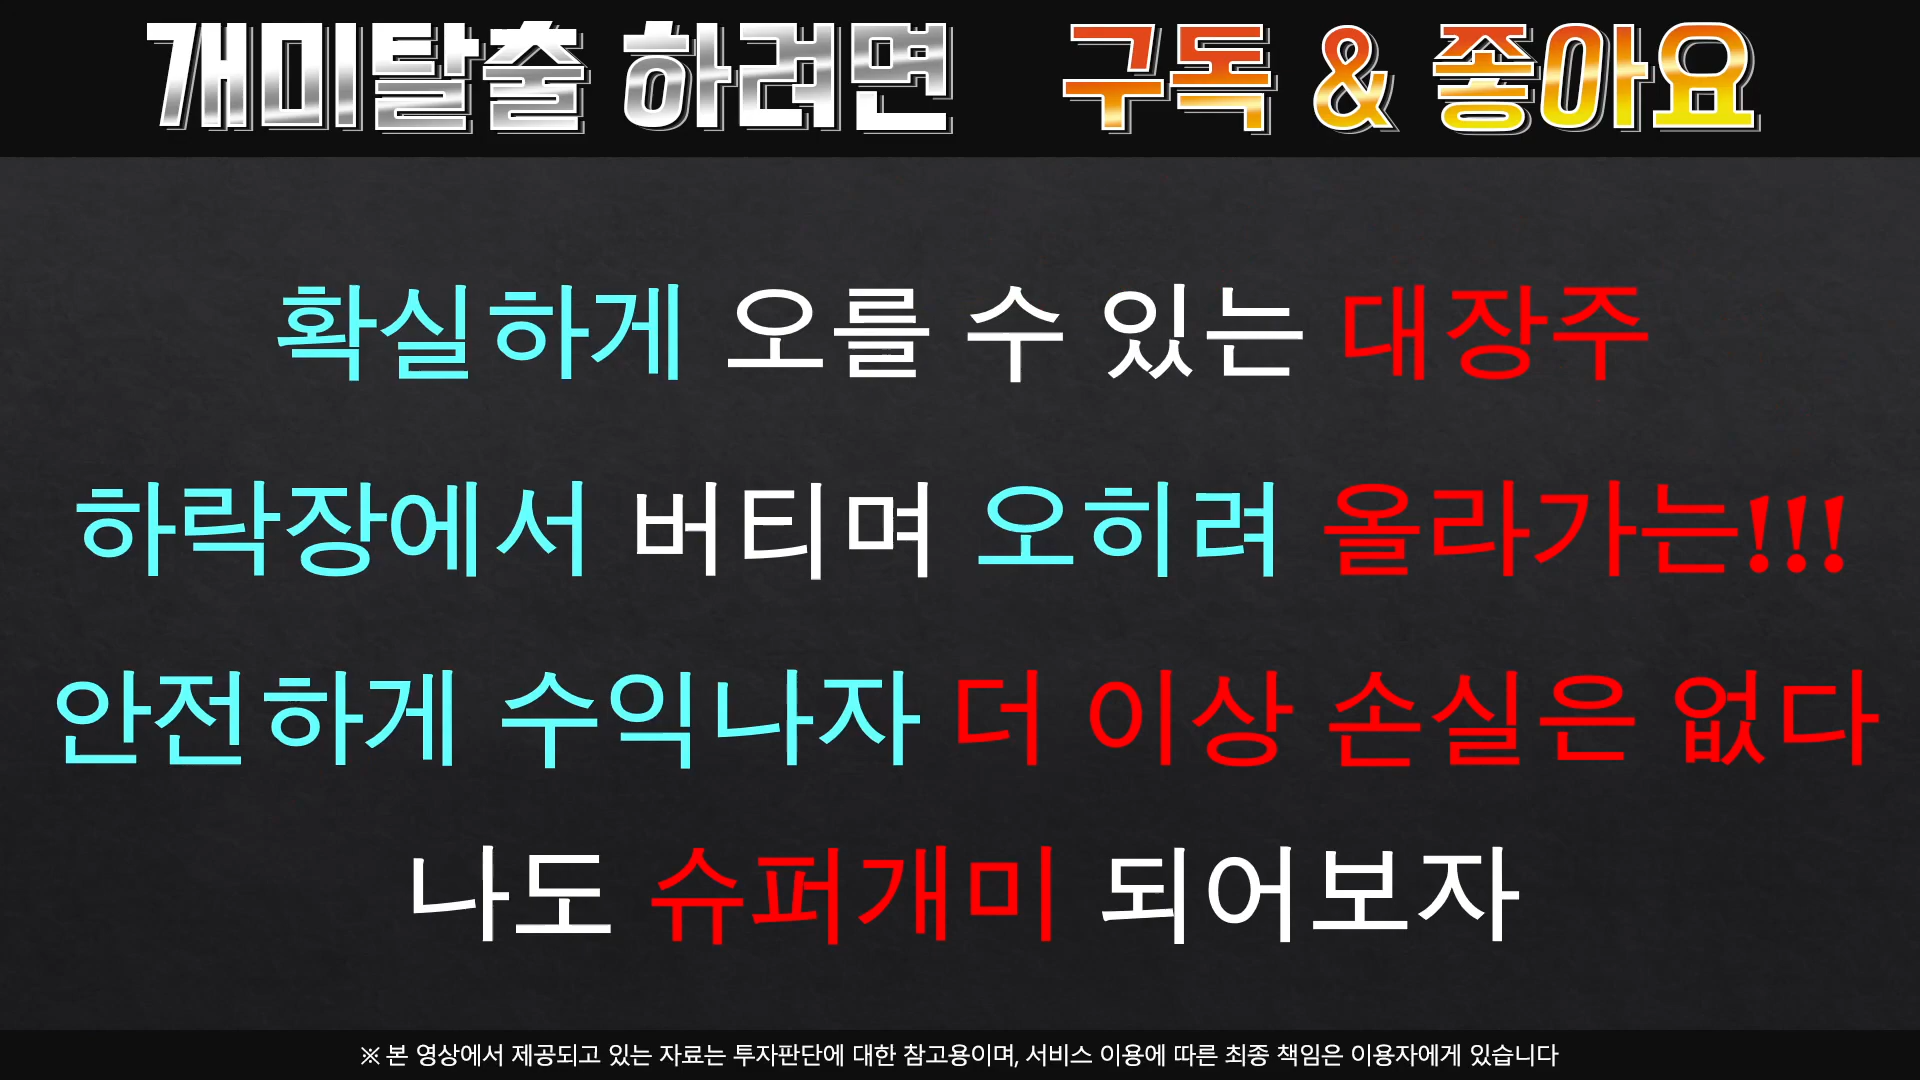 개미탈출 하려면 구독 & 좋아요
확실하게 오를 수 있는 대장주
하락장에서 버티며 오히려 올라가는!!!
안전하게 수익나자 더 이상 손실은 없다
나도 슈퍼개미 되어보자
※ 본 영상에서 제공되고 있는 자료는 투자판단에 대한 참고용이며, 서비스 이용에 따른 최종 책임은 이용자에게 있습니다